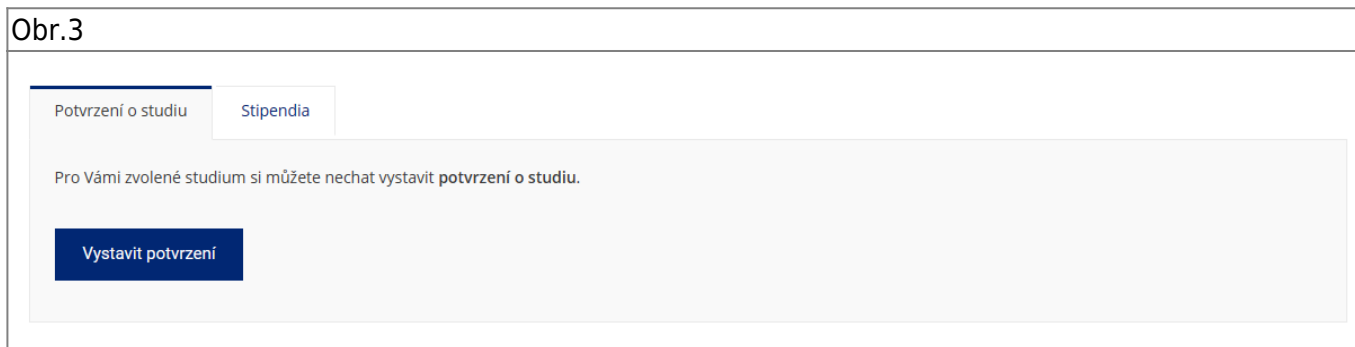 Obr.3
Potvrzení o studiu
Stipendia
Pro Vámi zvolené studium si můžete nechat vystavit potvrzení o studiu.
Vystavit potvrzení